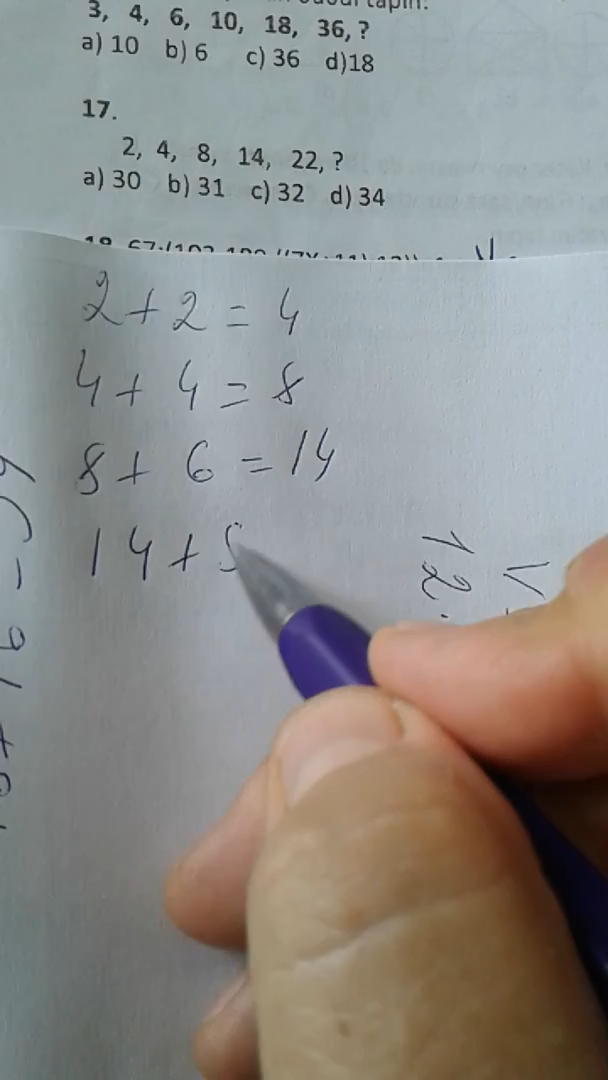 3, 4, 6, 10, 18, 36, ?
a) 10 b) 6 c) 36 d)18
17.
2, 4, 8, 14, 22, ?
a) 30 b) 31 c) 32 d) 34
2 + 2 = 4
4 + 4 = 8
8 + 6 = 14
14 +
12